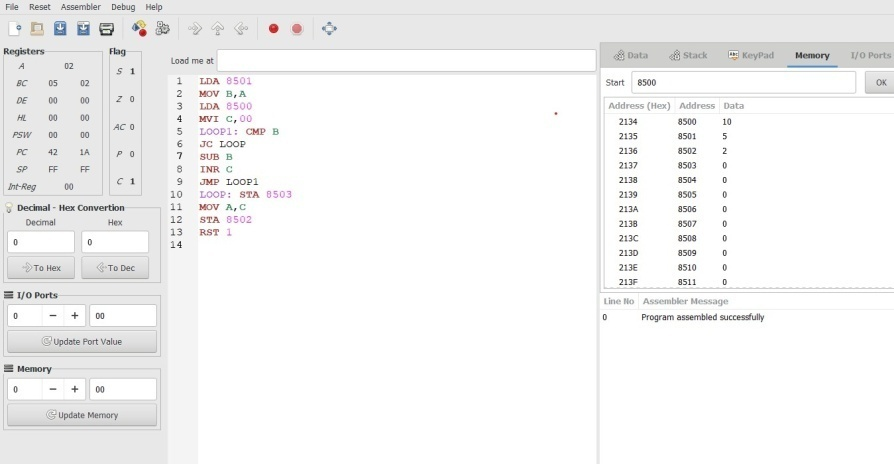 File Reset Assembler Debug Help
Registers
A 02
BC 05 02
DE 00 00
HL 00 00
PSW 00 00
PC 42 1A
SP FF FF
Int-Reg 00
Flag
S 1
Z 0
AC 0
P 0
C 1
Decimal - Hex Convertion
Decimal Hex
0 0
To Hex To Dec
I/O Ports
0 − + 00
Update Port Value
Memory
0 − + 00
Update Memory
Load me at
1 LDA 8501
2 MOV B,A
3 LDA 8500
4 MVI C,00
5 LOOP1: CMP B
6 JC LOOP
7 SUB B
8 INR C
9 JMP LOOP1
10 LOOP: STA 8503
11 MOV A,C
12 STA 8502
13 RST 1
14
Data Stack KeyPad Memory I/O Ports
Start 8500 OK
Address (Hex) Address Data
2134 8500 10
2135 8501 5
2136 8502 2
2137 8503 0
2138 8504 0
2139 8505 0
213A 8506 0
213B 8507 0
213C 8508 0
213D 8509 0
213E 8510 0
213F 8511 0
Line No Assembler Message
0 Program assembled successfully